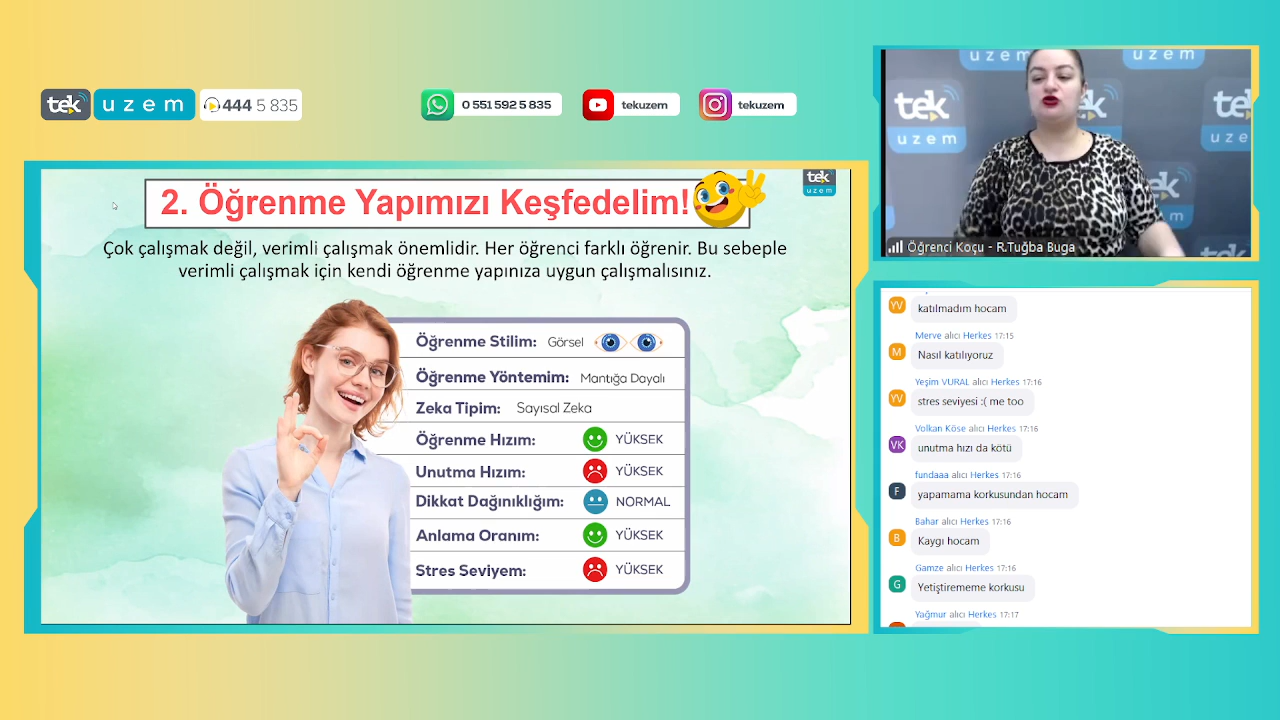 tek uzem 444 5 835
0 551 592 5 835
tekuzem
tekuzem
2. Öğrenme Yapımızı Keşfedelim!
tek
uzem
Çok çalışmak değil, verimli çalışmak önemlidir. Her öğrenci farklı öğrenir. Bu sebeple
verimli çalışmak için kendi öğrenme yapınıza uygun çalışmalısınız.
Öğrenme Stilim: Görsel
Öğrenme Yöntemim: Mantığa Dayalı
Zeka Tipim: Sayısal Zeka
Öğrenme Hızım: YÜKSEK
Unutma Hızım: YÜKSEK
Dikkat Dağınıklığım: NORMAL
Anlama Oranım: YÜKSEK
Stres Seviyem: YÜKSEK
uzem
uzem
tek
uzem
tek
uze
Öğrenci Koçu - R.Tuğba Buga
YV
katılmadım hocam
Merve alıcı Herkes 17:15
M
Nasıl katılıyoruz
Yeşim VURAL alıcı Herkes 17:16
YV
stres seviyesi :( me too
Volkan Köse alıcı Herkes 17:16
VK
unutma hızı da kötü
fundaaa alıcı Herkes 17:16
F
yapamama korkusundan hocam
Bahar alıcı Herkes 17:16
B
Kaygı hocam
Gamze alıcı Herkes 17:16
G
Yetiştirememe korkusu
Yağmur alıcı Herkes 17:17